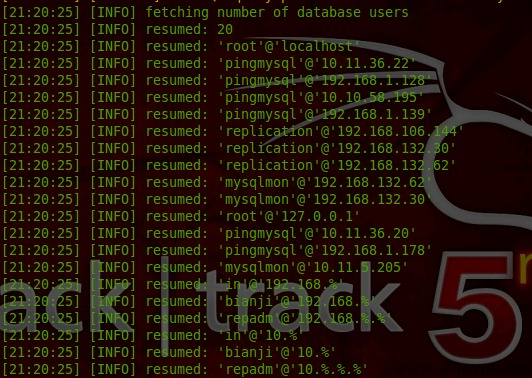 [21:20:25] [INFO] fetching number of database users
[21:20:25] [INFO] resumed: 20
[21:20:25] [INFO] resumed: 'root'@'localhost'
[21:20:25] [INFO] resumed: 'pingmysql'@'10.11.36.22'
[21:20:25] [INFO] resumed: 'pingmysql'@'192.168.1.128'
[21:20:25] [INFO] resumed: 'pingmysql'@'10.10.58.195'
[21:20:25] [INFO] resumed: 'pingmysql'@'192.168.1.139'
[21:20:25] [INFO] resumed: 'replication'@'192.168.106.144'
[21:20:25] [INFO] resumed: 'replication'@'192.168.132.30'
[21:20:25] [INFO] resumed: 'replication'@'192.168.132.62'
[21:20:25] [INFO] resumed: 'mysqlmon'@'192.168.132.62'
[21:20:25] [INFO] resumed: 'mysqlmon'@'192.168.132.30'
[21:20:25] [INFO] resumed: 'root'@'127.0.0.1'
[21:20:25] [INFO] resumed: 'pingmysql'@'10.11.36.20'
[21:20:25] [INFO] resumed: 'pingmysql'@'192.168.1.178'
[21:20:25] [INFO] resumed: 'mysqlmon'@'10.11.5.205'
[21:20:25] [INFO] resumed: 'in'@'192.168.%'
[21:20:25] [INFO] resumed: 'bianji'@'192.168.%'
[21:20:25] [INFO] resumed: 'repadm'@'192.168.%.%'
[21:20:25] [INFO] resumed: 'in'@'10.%'
[21:20:25] [INFO] resumed: 'bianji'@'10.%'
[21:20:25] [INFO] resumed: 'repadm'@'10.%.%.%'
ack|track 5